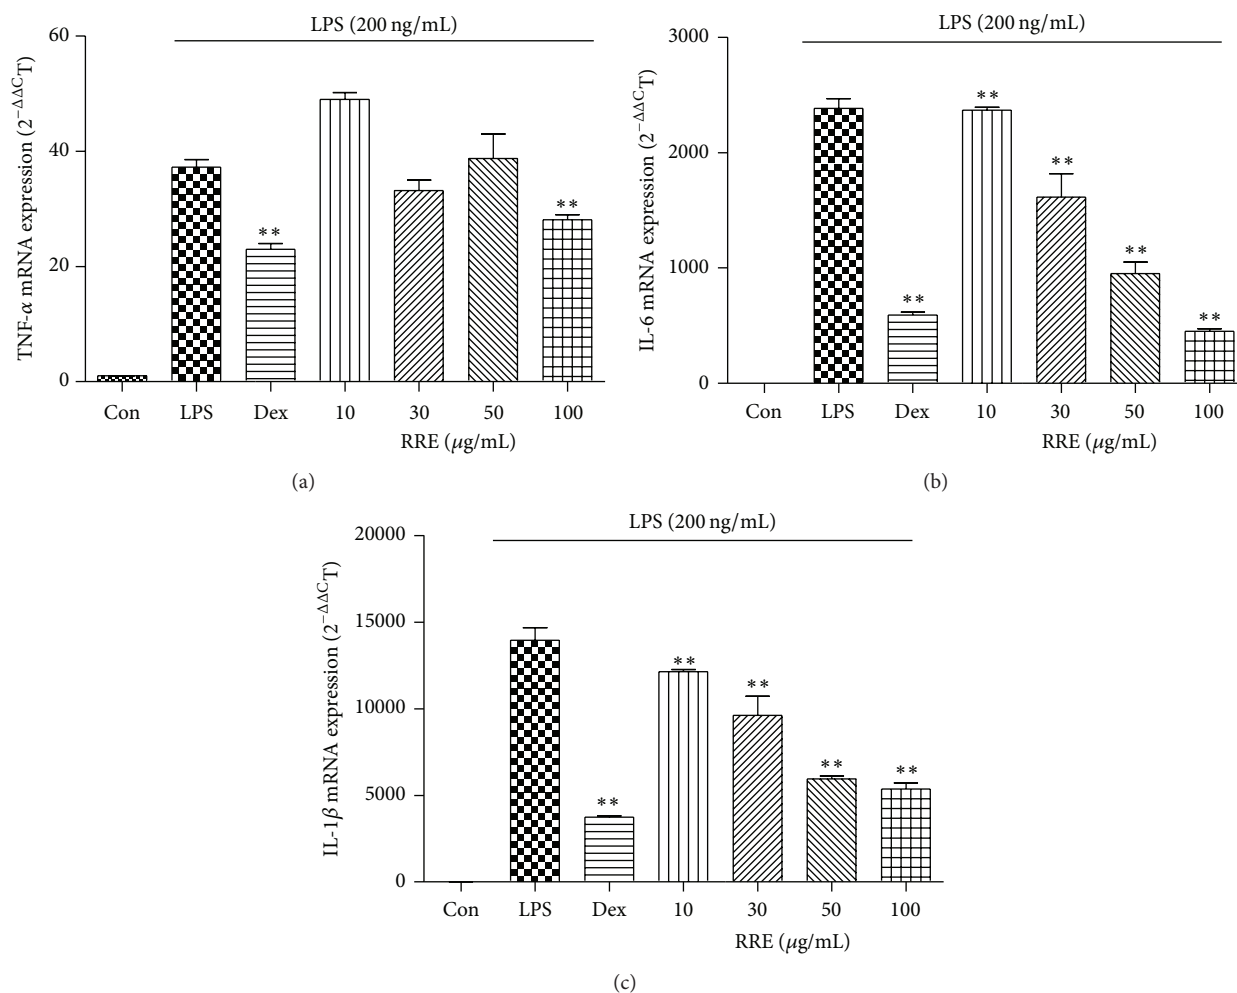 LPS (200 ng/mL)
TNF-α mRNA expression (2^−ΔΔCT)
60
40
20
0
**
**
Con LPS Dex 10 30 50 100
RRE (μg/mL)
(a)
LPS (200 ng/mL)
IL-6 mRNA expression (2^−ΔΔCT)
3000
2000
1000
0
**
**
**
**
**
Con LPS Dex 10 30 50 100
RRE (μg/mL)
(b)
LPS (200 ng/mL)
IL-1β mRNA expression (2^−ΔΔCT)
20000
15000
10000
5000
0
**
**
**
**
**
Con LPS Dex 10 30 50 100
RRE (μg/mL)
(c)